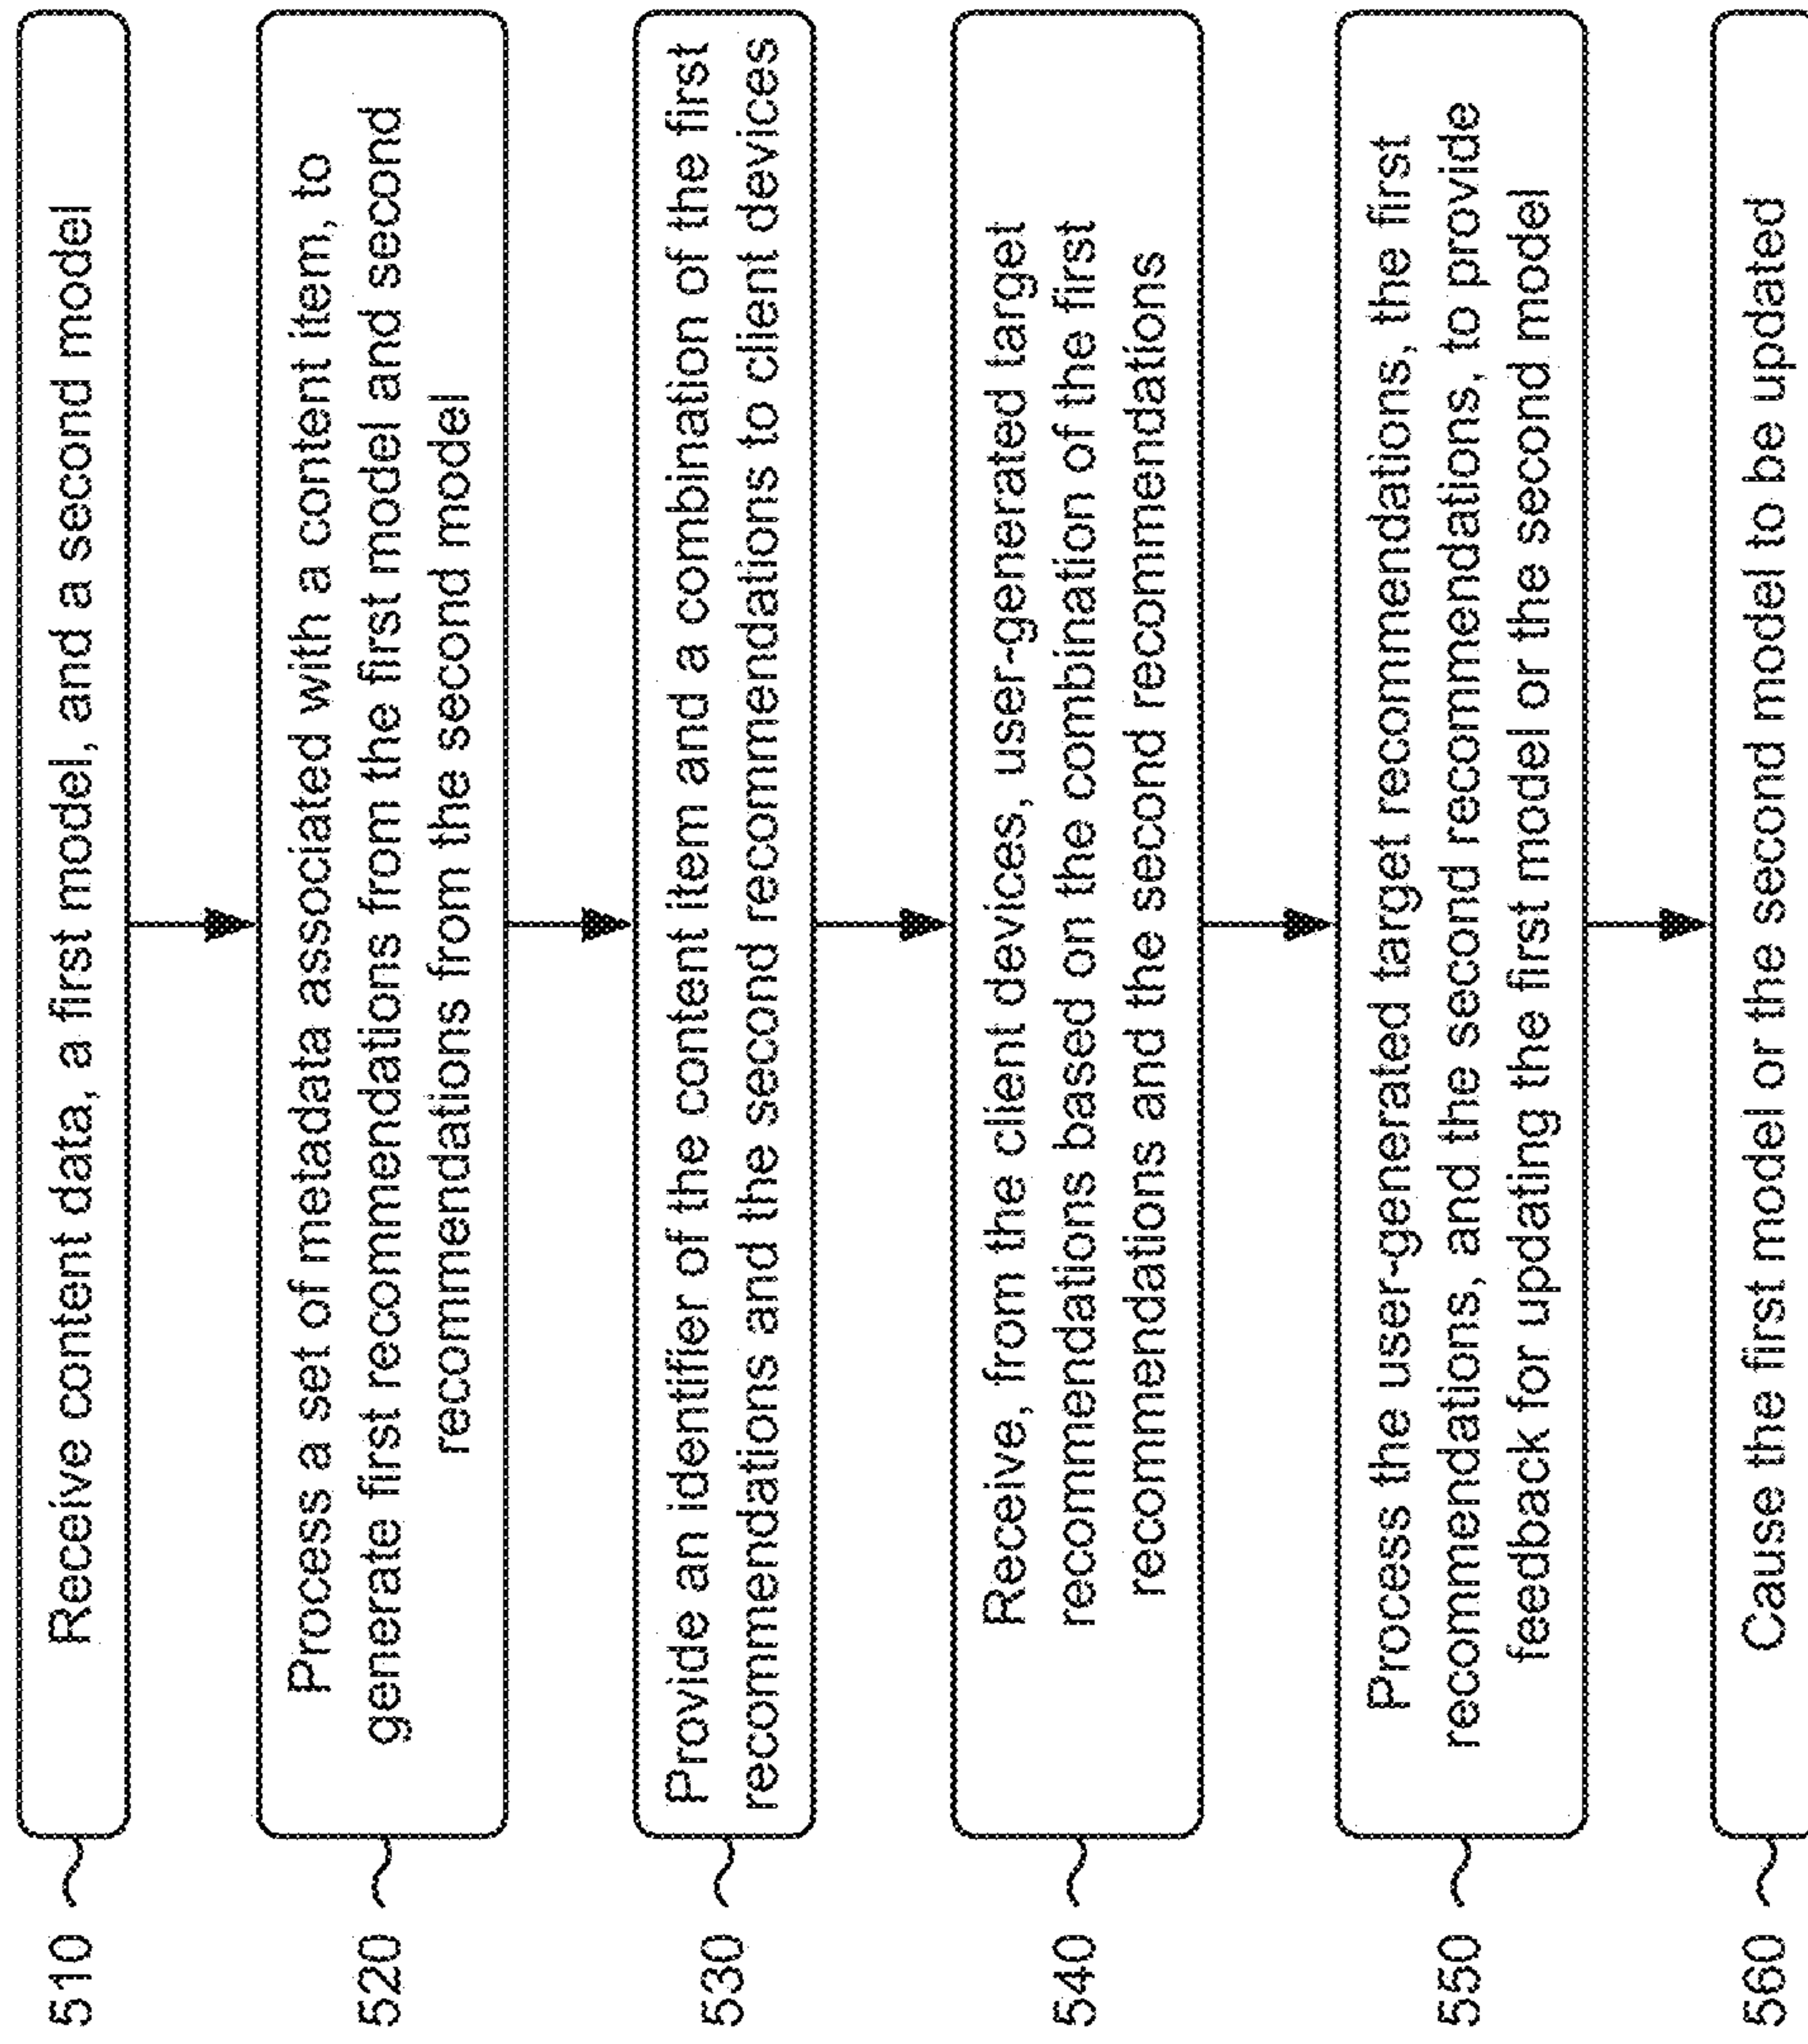 510
Receive content data, a first model, and a second model
520
Process a set of metadata associated with a content item, to
generate first recommendations from the first model and second
recommendations from the second model
530
Provide an identifier of the content item and a combination of the first
recommendations and the second recommendations to client devices
540
Receive, from the client devices, user-generated target
recommendations based on the combination of the first
recommendations and the second recommendations
550
Process the user-generated target recommendations, the first
recommendations, and the second recommendations, to provide
feedback for updating the first model or the second model
560
Cause the first model or the second model to be updated